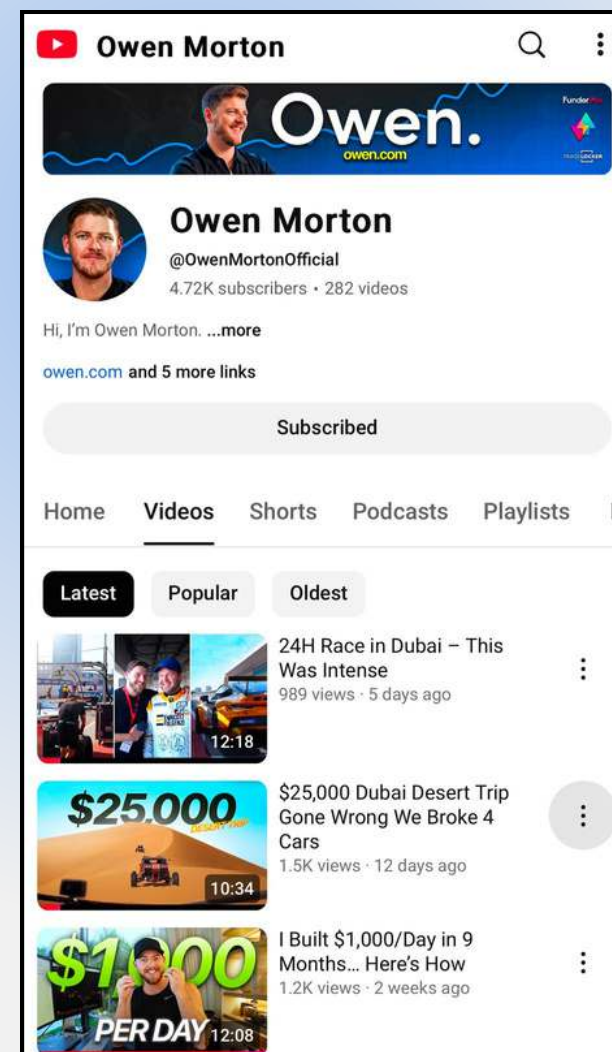 Owen Morton
Owen.
owen.com
Owen Morton
@OwenMortonOfficial
4.72K subscribers • 282 videos
Hi, I'm Owen Morton. ...more
owen.com and 5 more links
Subscribed
Home Videos Shorts Podcasts Playlists
Latest Popular Oldest
24H Race in Dubai – This
Was Intense
989 views · 5 days ago
12:18
$25,000
DESERT TRIP
10:34
$25,000 Dubai Desert Trip
Gone Wrong We Broke 4
Cars
1.5K views · 12 days ago
$1,000
PER DAY
12:08
I Built $1,000/Day in 9
Months... Here's How
1.2K views · 2 weeks ago